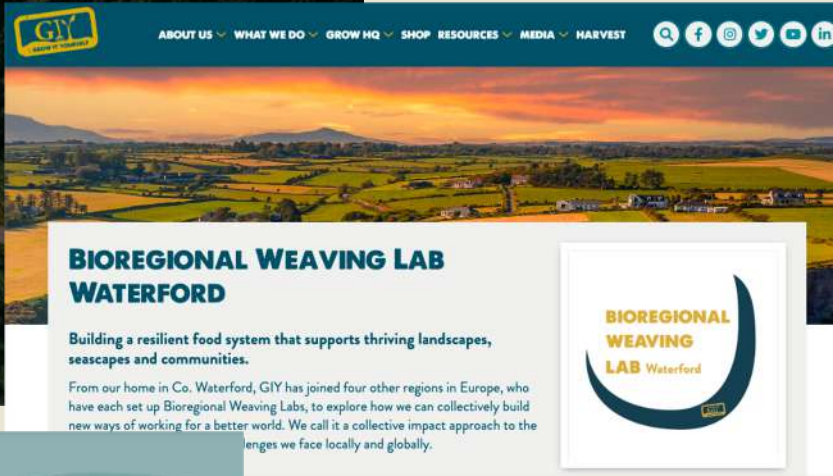 GIY
GROW IT YOURSELF
ABOUT US WHAT WE DO GROW HQ SHOP RESOURCES MEDIA HARVEST
BIOREGIONAL WEAVING LAB
WATERFORD
Building a resilient food system that supports thriving landscapes,
seascapes and communities.
From our home in Co. Waterford, GIY has joined four other regions in Europe, who
have each set up Bioregional Weaving Labs, to explore how we can collectively build
new ways of working for a better world. We call it a collective impact approach to the
lenges we face locally and globally.
BIOREGIONAL
WEAVING
LAB Waterford
GIY